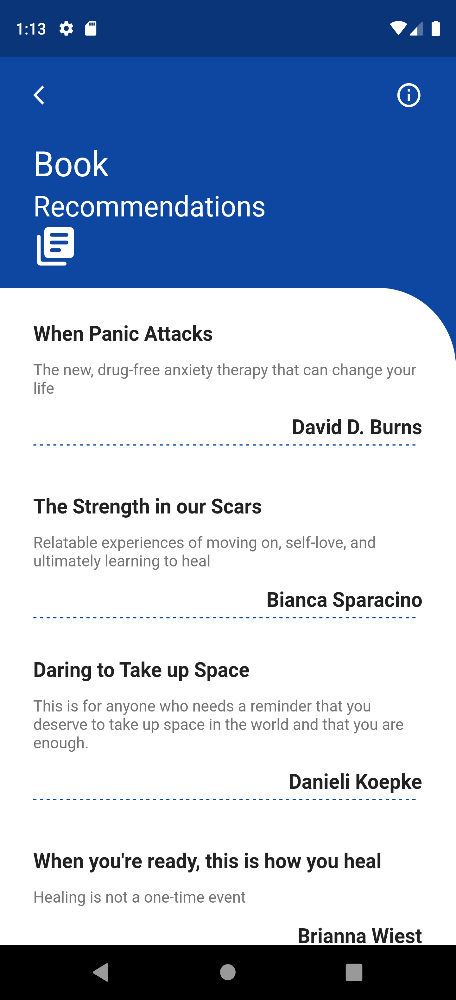 1:13
Book
Recommendations
When Panic Attacks
The new, drug-free anxiety therapy that can change your
life
David D. Burns
The Strength in our Scars
Relatable experiences of moving on, self-love, and
ultimately learning to heal
Bianca Sparacino
Daring to Take up Space
This is for anyone who needs a reminder that you
deserve to take up space in the world and that you are
enough.
Danieli Koepke
When you're ready, this is how you heal
Healing is not a one-time event
Brianna Wiest